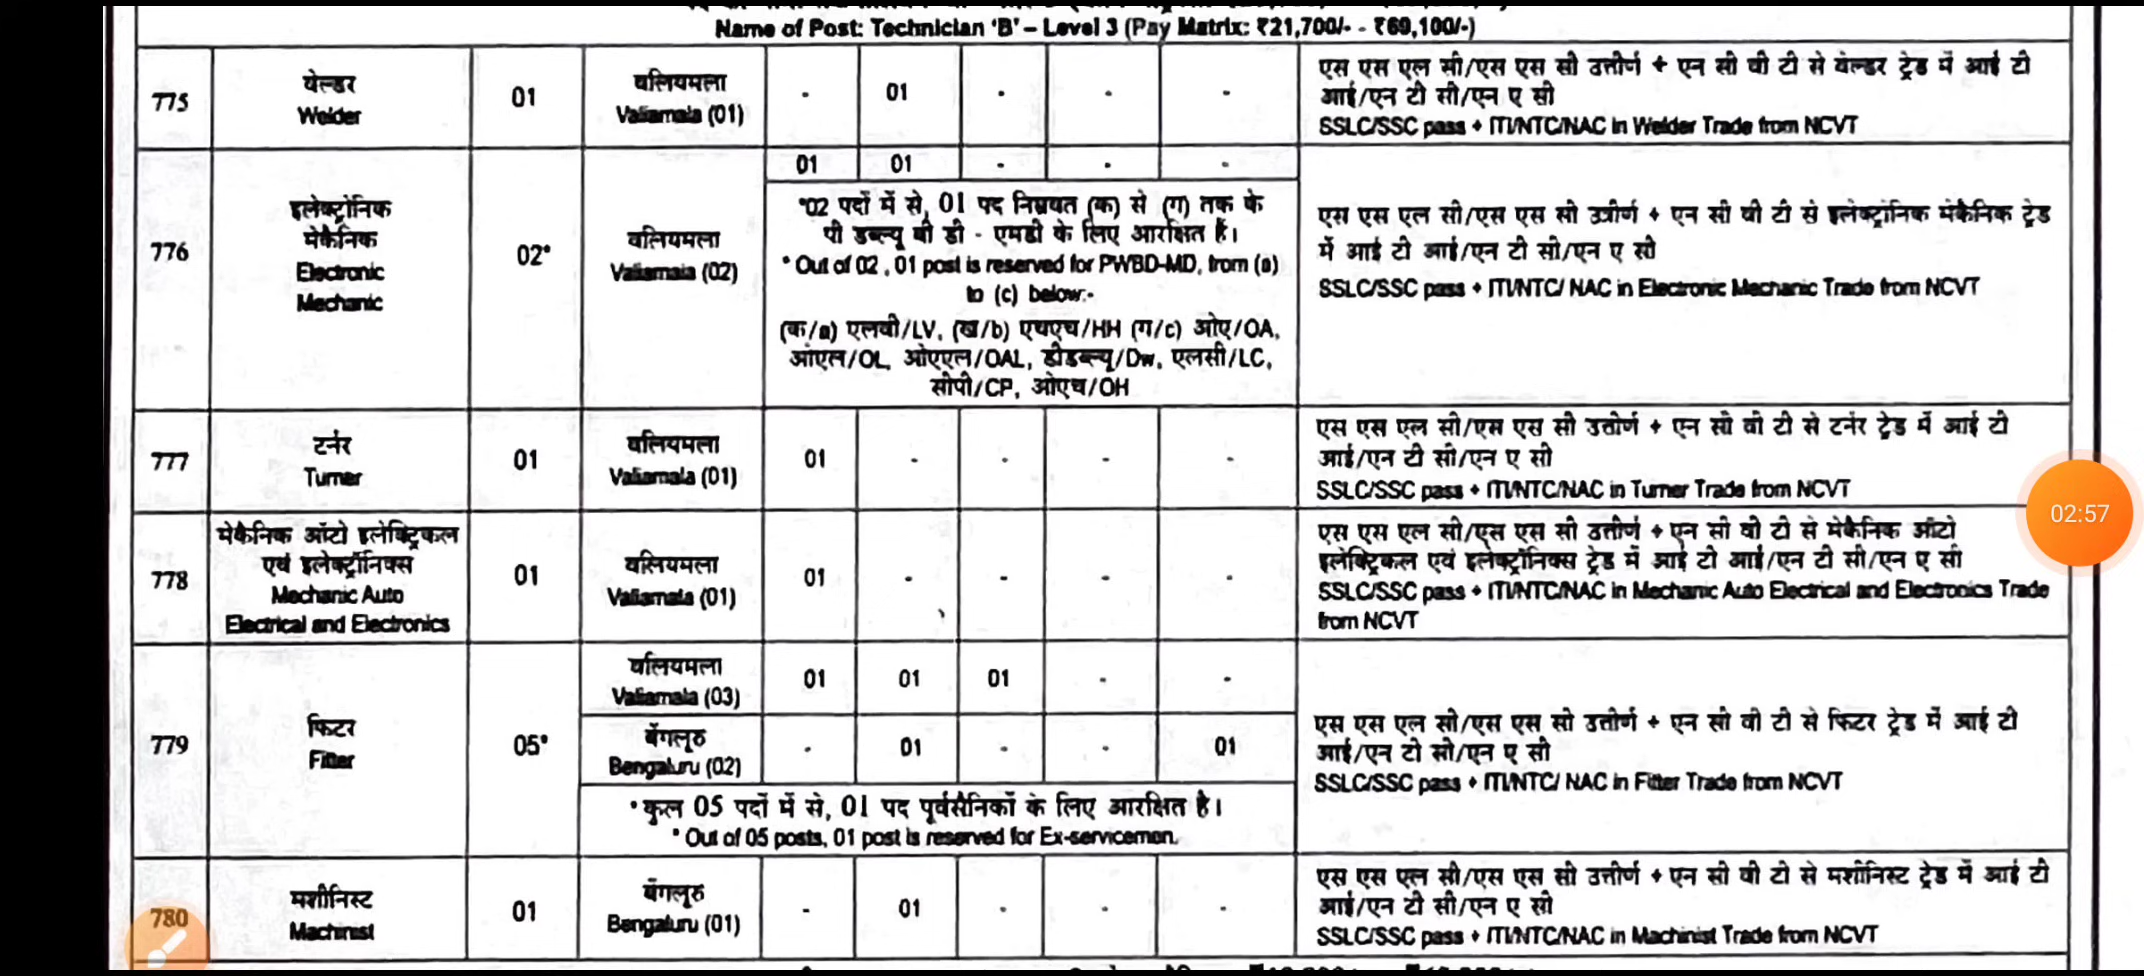 Name of Post: Technician 'B' – Level 3 (Pay Matrix: ₹21,700/- - ₹69,100/-)
775
वेल्डर
Welder
01
वलियमला
Valiamala (01)
-
01
-
-
-
एस एस एल सी/एस एस सी उत्तीर्ण + एन सी वी टी से वेल्डर ट्रेड में आई टी
आई/एन टी सी/एन ए सी
SSLC/SSC pass + ITI/NTC/NAC in Welder Trade from NCVT
776
इलेक्ट्रॉनिक
मेकैनिक
Electronic
Mechanic
02*
वलियमला
Valiamala (02)
01
01
-
-
-
*02 पदों में से, 01 पद निम्नवत (क) से (ग) तक के
पी डब्ल्यू बी डी - एमडी के लिए आरक्षित हैं।
* Out of 02 , 01 post is reserved for PWBD-MD, from (a)
to (c) below:-
(क/a) एलवी/LV, (ख/b) एचएच/HH (ग/c) ओए/OA,
ओएल/OL, ओएएल/OAL, डीडब्ल्यू/Dw, एलसी/LC,
सीपी/CP, ओएच/OH
एस एस एल सी/एस एस सी उत्रीर्ण + एन सी वी टी से इलेक्ट्रॉनिक मेकैनिक ट्रेड
में आई टी आई/एन टी सी/एन ए सी
SSLC/SSC pass + ITI/NTC/ NAC in Electronic Mechanic Trade from NCVT
777
टर्नर
Turner
01
वलियमला
Valiamala (01)
01
-
-
-
-
एस एस एल सी/एस एस सी उतीर्ण + एन सी वी टी से टर्नर ट्रेड में आई टी
आई/एन टी सी/एन ए सी
SSLC/SSC pass + ITI/NTC/NAC in Turner Trade from NCVT
778
मेकैनिक ऑटो इलेक्ट्रिकल
एवं इलेक्ट्रॉनिक्स
Mechanic Auto
Electrical and Electronics
01
वलियमला
Valiamala (01)
01
-
-
-
-
एस एस एल सी/एस एस सी उत्तीर्ण + एन सी वी टी से मेकैनिक ऑटो
इलेक्ट्रिकल एवं इलेक्ट्रॉनिक्स ट्रेड में आई टी आई/एन टी सी/एन ए सी
SSLC/SSC pass + ITI/NTC/NAC in Mechanic Auto Electrical and Electronics Trade
from NCVT
02:57
779
फिटर
Fitter
05*
वलियमला
Valiamala (03)
01
01
01
-
-
बेंगलूरु
Bengaluru (02)
-
01
-
-
01
* कुल 05 पदों में से, 01 पद पूर्वसैनिकों के लिए आरक्षित है।
* Out of 05 posts, 01 post is reserved for Ex-servicemen.
एस एस एल सी/एस एस सी उत्तीर्ण + एन सी वी टी से फिटर ट्रेड में आई टी
आई/एन टी सी/एन ए सी
SSLC/SSC pass + ITI/NTC/ NAC in Fitter Trade from NCVT
780
मशीनिस्ट
Machinist
01
बेंगलूरु
Bengaluru (01)
-
01
-
-
-
एस एस एल सी/एस एस सी उत्तीर्ण + एन सी वी टी से मशीनिस्ट ट्रेड में आई टी
आई/एन टी सी/एन ए सी
SSLC/SSC pass + ITI/NTC/NAC in Machinist Trade from NCVT